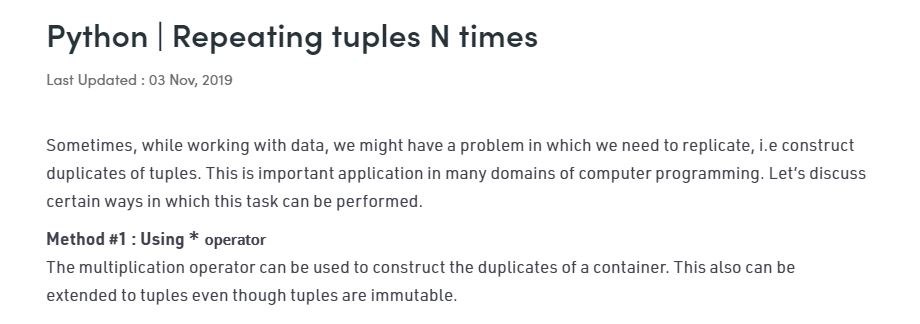 Python | Repeating tuples N times
Last Updated : 03 Nov, 2019
Sometimes, while working with data, we might have a problem in which we need to replicate, i.e construct
duplicates of tuples. This is important application in many domains of computer programming. Let’s discuss
certain ways in which this task can be performed.
Method #1 : Using * operator
The multiplication operator can be used to construct the duplicates of a container. This also can be
extended to tuples even though tuples are immutable.